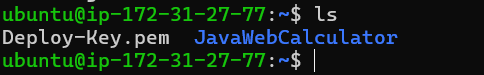 ubuntu@ip-172-31-27-77:~$ ls
Deploy-Key.pem  JavaWebCalculator
ubuntu@ip-172-31-27-77:~$